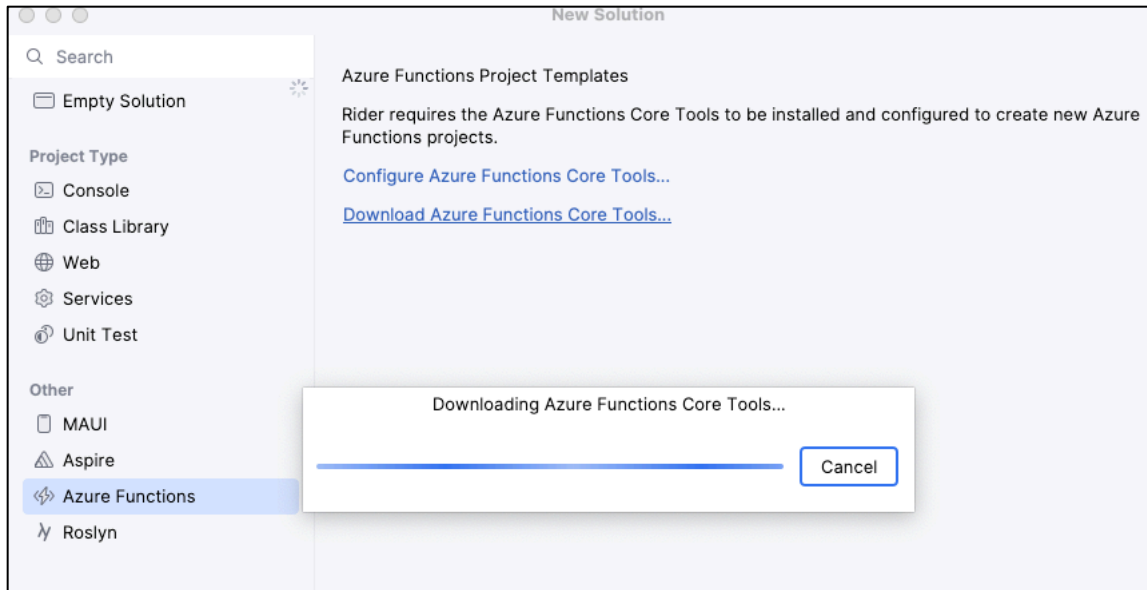 New Solution
Search
Empty Solution
Project Type
Console
Class Library
Web
Services
Unit Test
Other
MAUI
Aspire
Azure Functions
Roslyn
Azure Functions Project Templates
Rider requires the Azure Functions Core Tools to be installed and configured to create new Azure
Functions projects.
Configure Azure Functions Core Tools...
Download Azure Functions Core Tools...
Downloading Azure Functions Core Tools...
Cancel